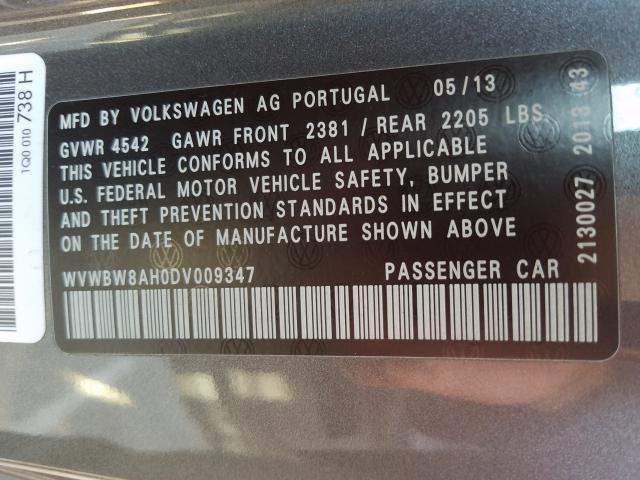 MFD BY VOLKSWAGEN AG PORTUGAL 05/13
GVWR 4542 GAWR FRONT 2381 / REAR 2205 LBS
THIS VEHICLE CONFORMS TO ALL APPLICABLE
U.S. FEDERAL MOTOR VEHICLE SAFETY, BUMPER
AND THEFT PREVENTION STANDARDS IN EFFECT
ON THE DATE OF MANUFACTURE SHOWN ABOVE
WVWBW8AH0DV009347 PASSENGER CAR
2130027 2013 43
1Q0 010 738 H